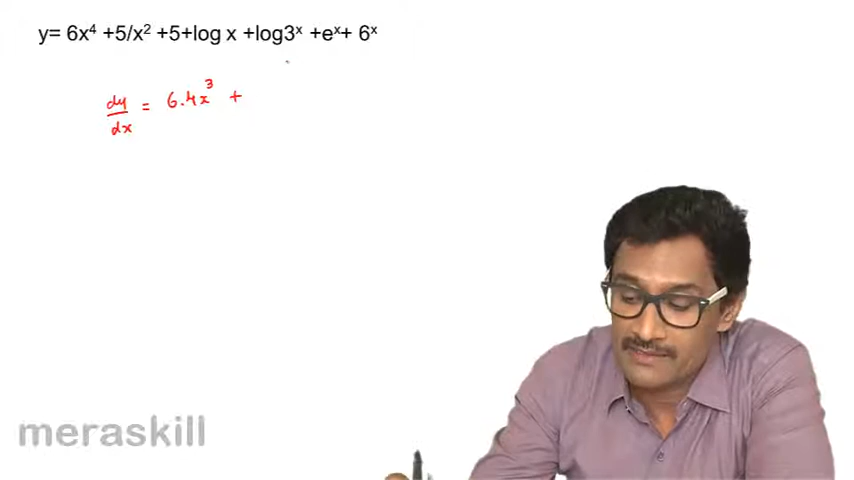 y= 6x⁴ +5/x² +5+log x +log3ˣ +eˣ+ 6ˣ
dy/dx = 6.4x³ +
meraskill